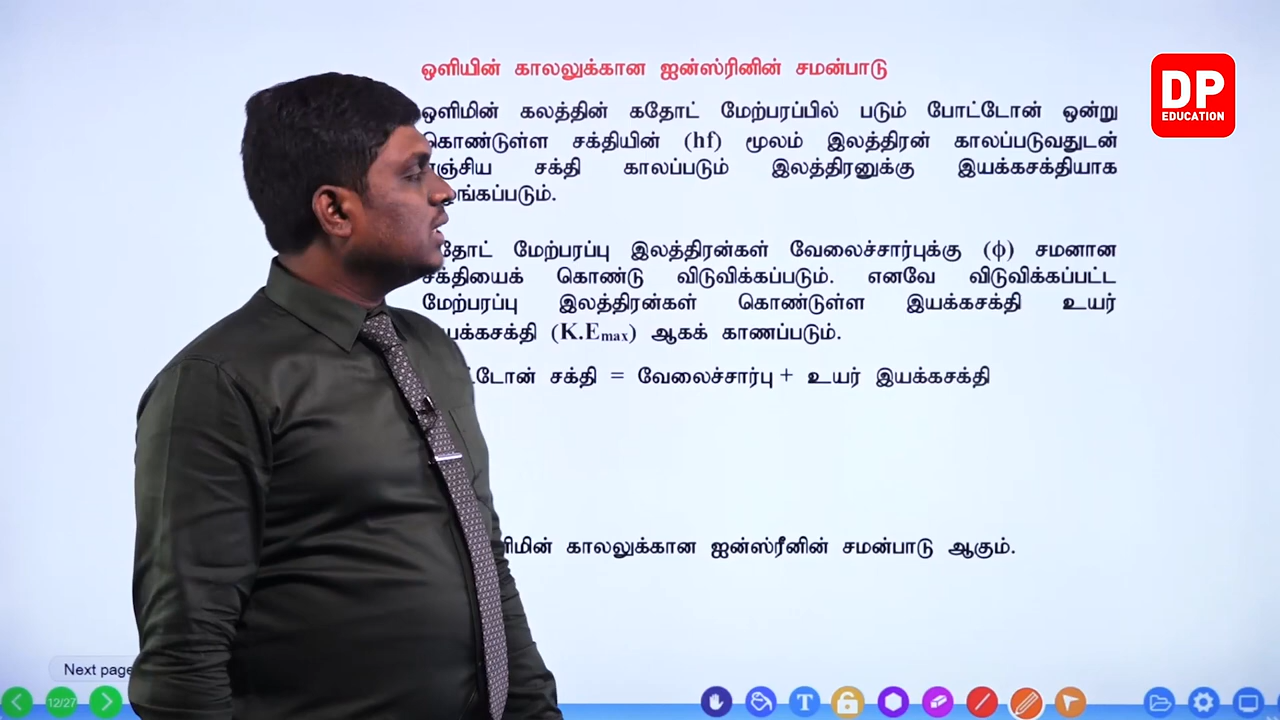 ஒளியின் காலலுக்கான ஐன்ஸ்ரினின் சமன்பாடு
DP
EDUCATION
ஒளிமின் கலத்தின் கதோட் மேற்பரப்பில் படும் போட்டோன் ஒன்று
கொண்டுள்ள சக்தியின் (hf) மூலம் இலத்திரன் காலப்படுவதுடன்
சக்தி காலப்படும் இலத்திரனுக்கு இயக்கசக்தியாக
மேற்பரப்பு இலத்திரன்கள் வேலைச்சார்புக்கு (ϕ) சமனான
சக்தியைக் கொண்டு விடுவிக்கப்படும். எனவே விடுவிக்கப்பட்ட
மேற்பரப்பு இலத்திரன்கள் கொண்டுள்ள இயக்கசக்தி உயர்
(K.Emax) ஆகக் காணப்படும்.
சக்தி = வேலைச்சார்பு + உயர் இயக்கசக்தி
காலலுக்கான ஐன்ஸ்ரீனின் சமன்பாடு ஆகும்.
Next page
12/27
T